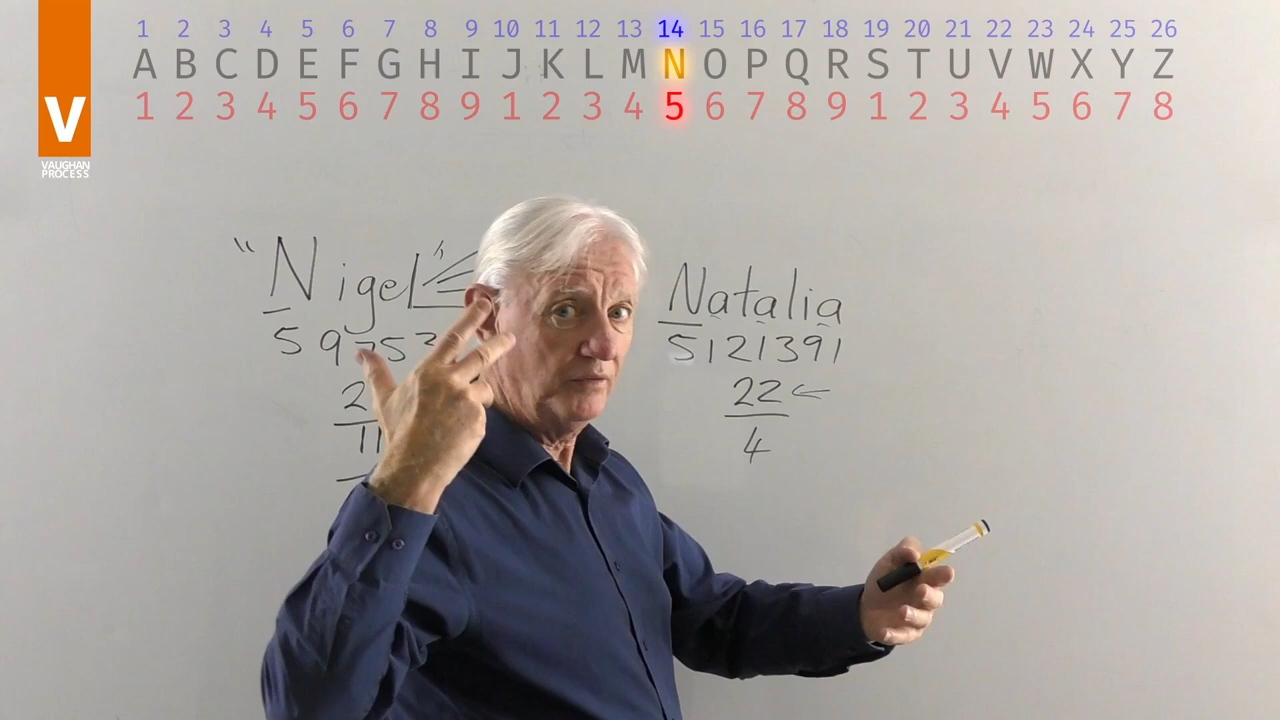 1 2 3 4 5 6 7 8 9 10 11 12 13 14 15 16 17 18 19 20 21 22 23 24 25 26
A B C D E F G H I J K L M N O P Q R S T U V W X Y Z
1 2 3 4 5 6 7 8 9 1 2 3 4 5 6 7 8 9 1 2 3 4 5 6 7 8
V
VAUGHAN
PROCESS
"Nigel"
59753
2
11
Natalia
5121391
22
4